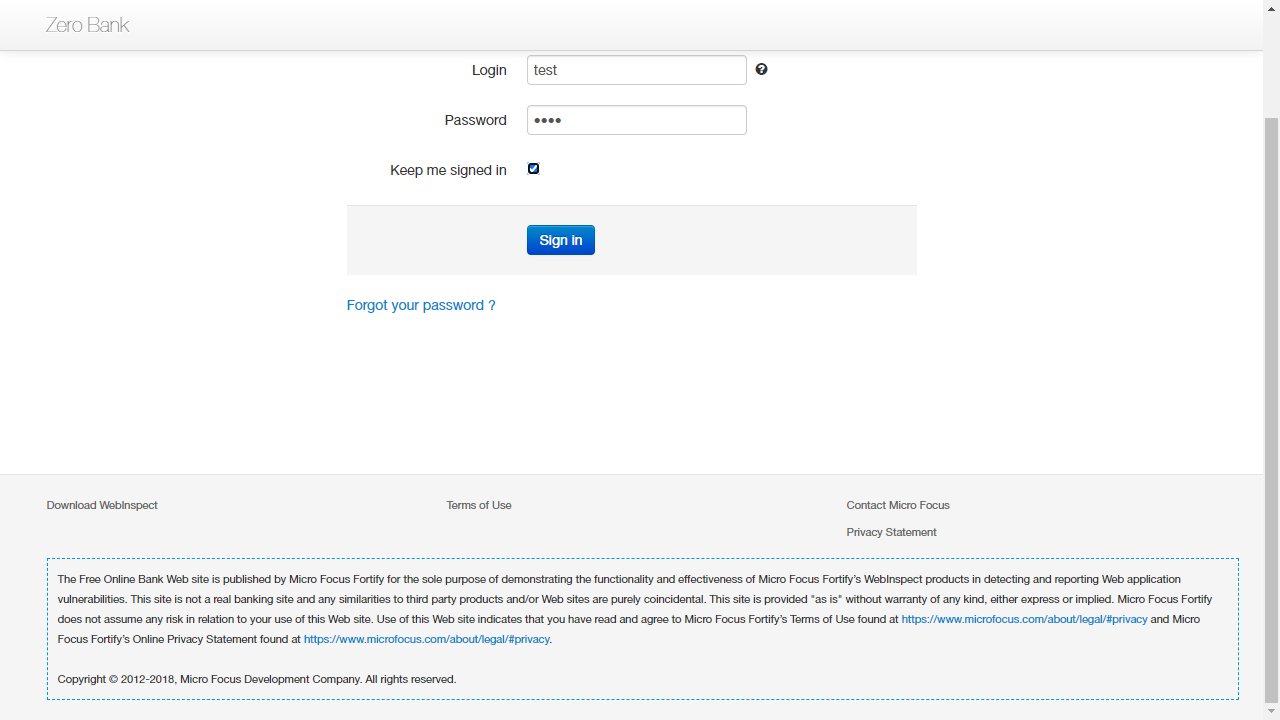 Zero Bank
Login test
Password ••••
Keep me signed in
Sign in
Forgot your password ?
Download WebInspect Terms of Use Contact Micro Focus
Privacy Statement
The Free Online Bank Web site is published by Micro Focus Fortify for the sole purpose of demonstrating the functionality and effectiveness of Micro Focus Fortify's WebInspect products in detecting and reporting Web application
vulnerabilities. This site is not a real banking site and any similarities to third party products and/or Web sites are purely coincidental. This site is provided "as is" without warranty of any kind, either express or implied. Micro Focus Fortify
does not assume any risk in relation to your use of this Web site. Use of this Web site indicates that you have read and agree to Micro Focus Fortify's Terms of Use found at https://www.microfocus.com/about/legal/#privacy and Micro
Focus Fortify's Online Privacy Statement found at https://www.microfocus.com/about/legal/#privacy.
Copyright © 2012-2018, Micro Focus Development Company. All rights reserved.